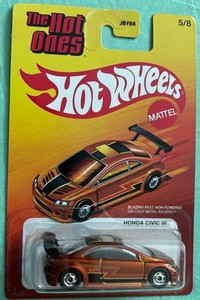 The Hot Ones
JBF88
5/8
Hot Wheels
MATTEL
BLAZING FAST, NON-POWERED
DIE-CAST METAL RACERS
HONDA CIVIC SI